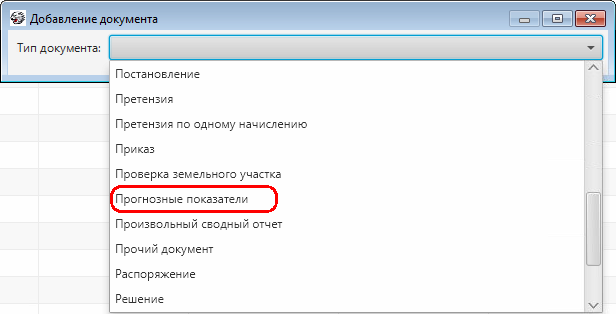 Добавление документа
Тип документа:
Постановление
Претензия
Претензия по одному начислению
Приказ
Проверка земельного участка
Прогнозные показатели
Произвольный сводный отчет
Прочий документ
Распоряжение
Решение